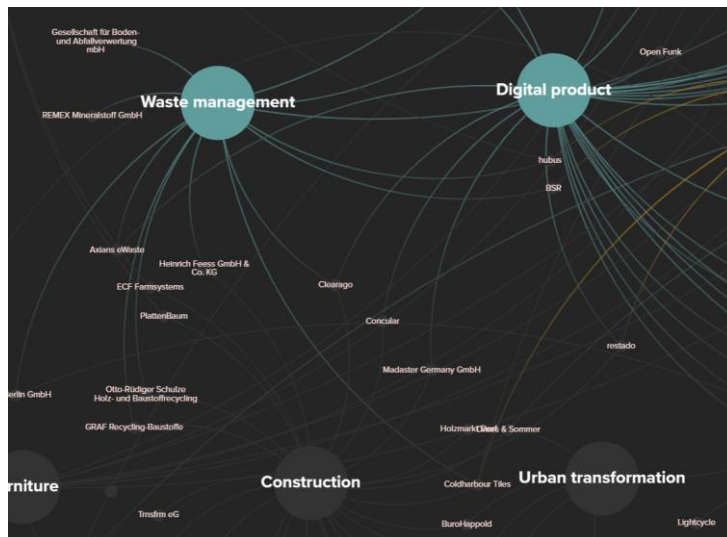 Gesellschaft für Boden-
und Abfallverwertung
mbH
Open Funk
Waste management
Digital product
REMEX Mineralstoff GmbH
hubus
BSR
Axians eWaste
Heinrich Feess GmbH &
Co. KG
ECF Farmsystems
Clearago
PlattenBaum
Concular
restado
Madaster Germany GmbH
erlin GmbH
Otto-Rüdiger Schulze
Holz- und Baustoffrecycling
GRAF Recycling-Baustoffe
Holzmarkt
& Sommer
rniture
Construction
Coldharbour Tiles
Urban transformation
Trnsfrm eG
BuroHappold
Lightcycle